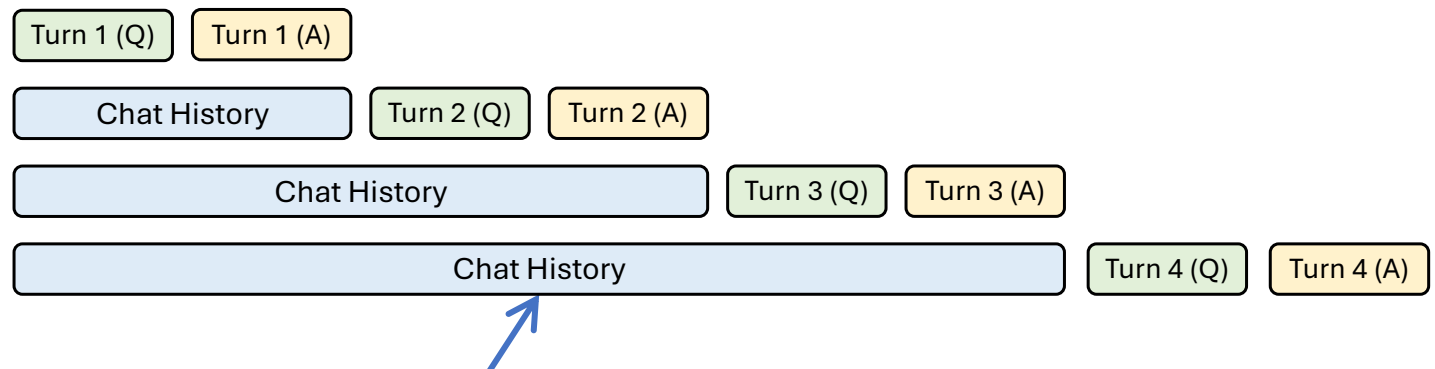 Turn 1 (Q) Turn 1 (A)
Chat History Turn 2 (Q) Turn 2 (A)
Chat History Turn 3 (Q) Turn 3 (A)
Chat History Turn 4 (Q) Turn 4 (A)